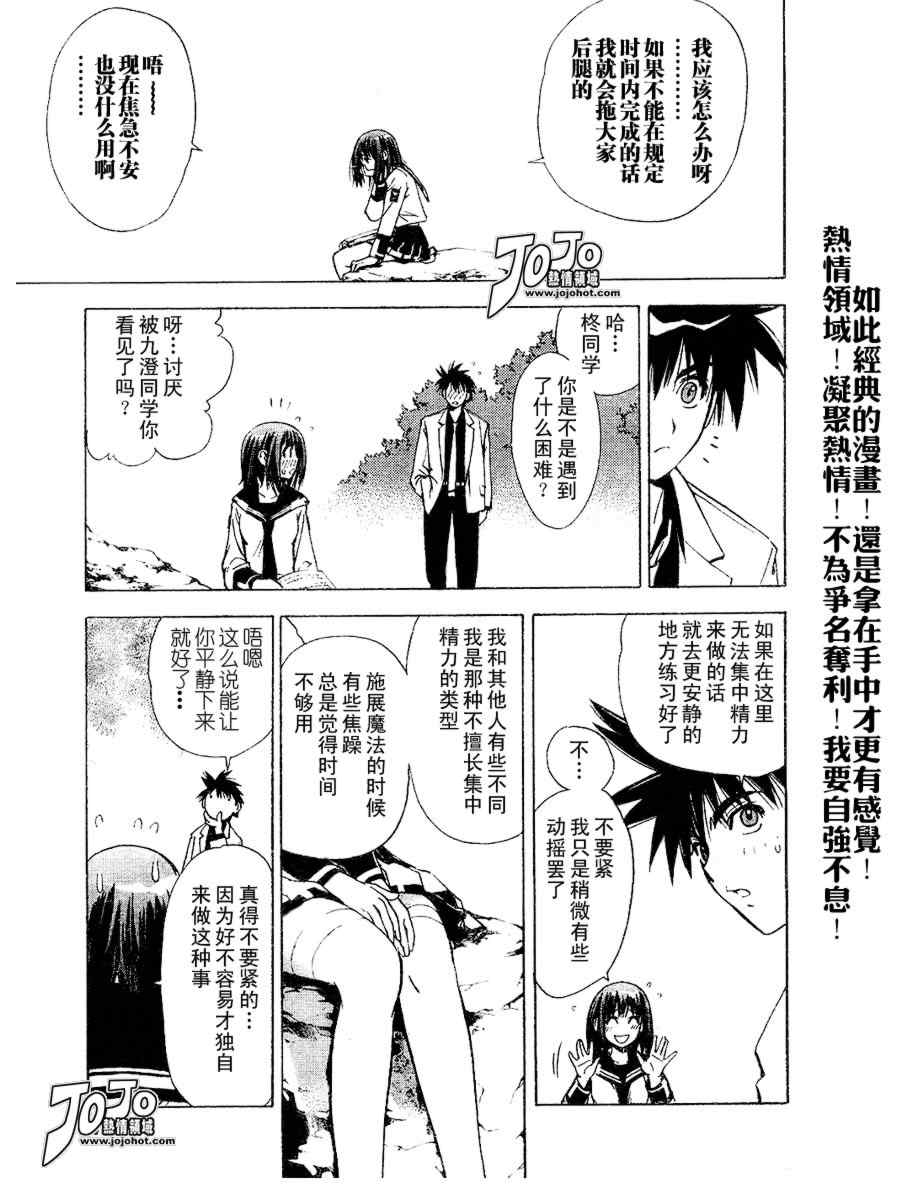 我应该怎么办呀
………………
如果不能在规定
时间内完成的话
我就会拖大家
后腿的
唔~~~~
现在焦急不安
也没什么用啊
………………
JOJO
熱情領域
www.jojohot.com
哈…
柊同学
你是不是遇到
了什么困难？
呀…讨厌
被九澄同学你
看见了吗？
如果在这里
无法集中精力
来做的话
就去更安静的
地方练习好了
不…
不要紧
我只是稍微有些
动摇罢了
我和其他人有些不同
我是那种不擅长集中
精力的类型
施展魔法的时候
有些焦躁
总是觉得时间
不够用
唔嗯
这么说能让
你平静下来
就好了…
真得不要紧的…
因为好不容易才独自
来做这种事
JOJO
熱情領域
www.jojohot.com
如此經典的漫畫！還是拿在手中才更有感覺！
熱情領域！凝聚熱情！不為爭名奪利！我要自強不息！